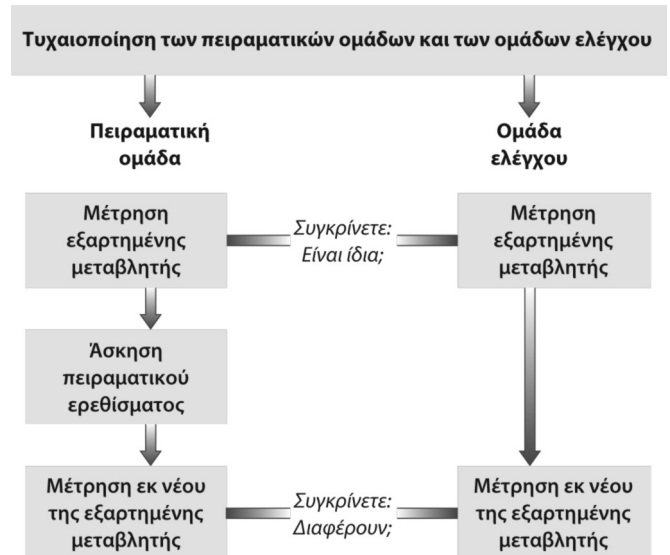 Τυχαιοποίηση των πειραματικών ομάδων και των ομάδων ελέγχου
Πειραματική
ομάδα
Ομάδα
ελέγχου
Μέτρηση
εξαρτημένης
μεταβλητής
Συγκρίνετε:
Είναι ίδια;
Μέτρηση
εξαρτημένης
μεταβλητής
Άσκηση
πειραματικού
ερεθίσματος
Μέτρηση εκ νέου
της εξαρτημένης
μεταβλητής
Συγκρίνετε:
Διαφέρουν;
Μέτρηση εκ νέου
της εξαρτημένης
μεταβλητής